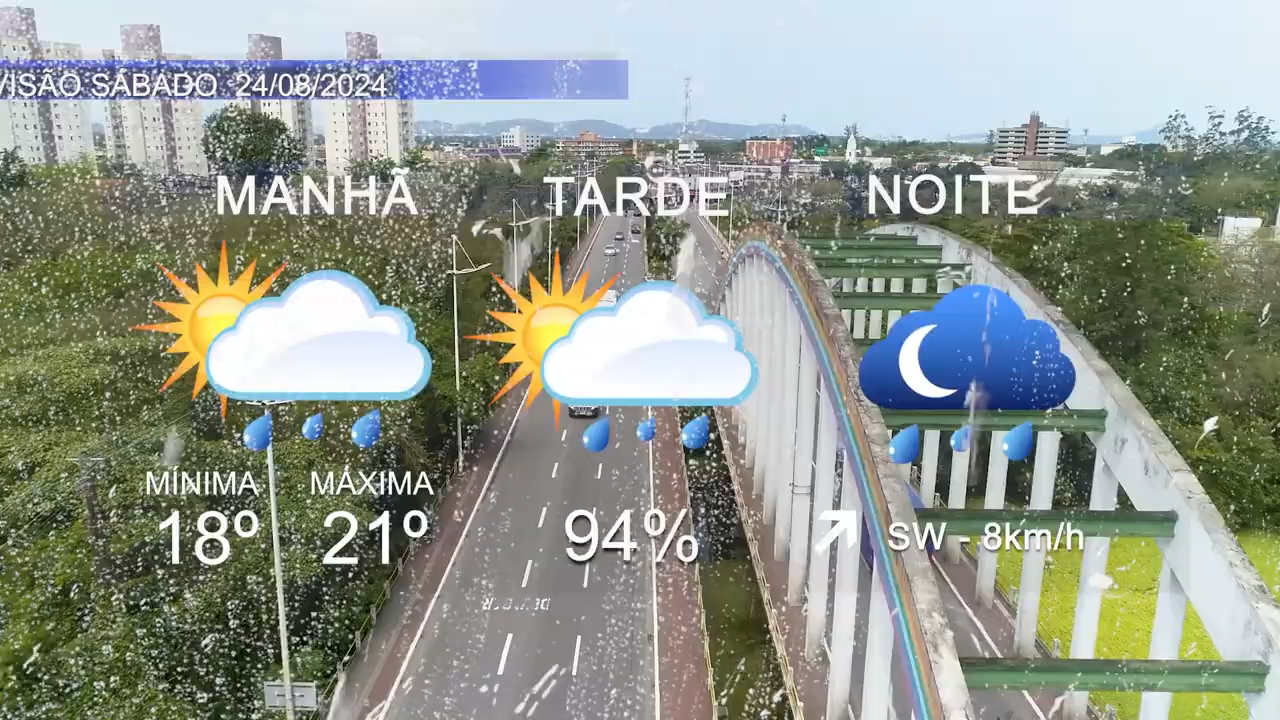 VISÃO SÁBADO 24/08/2024
MANHÃ
TARDE
NOITE
MÍNIMA MÁXIMA
18º 21º
94%
SW - 8km/h